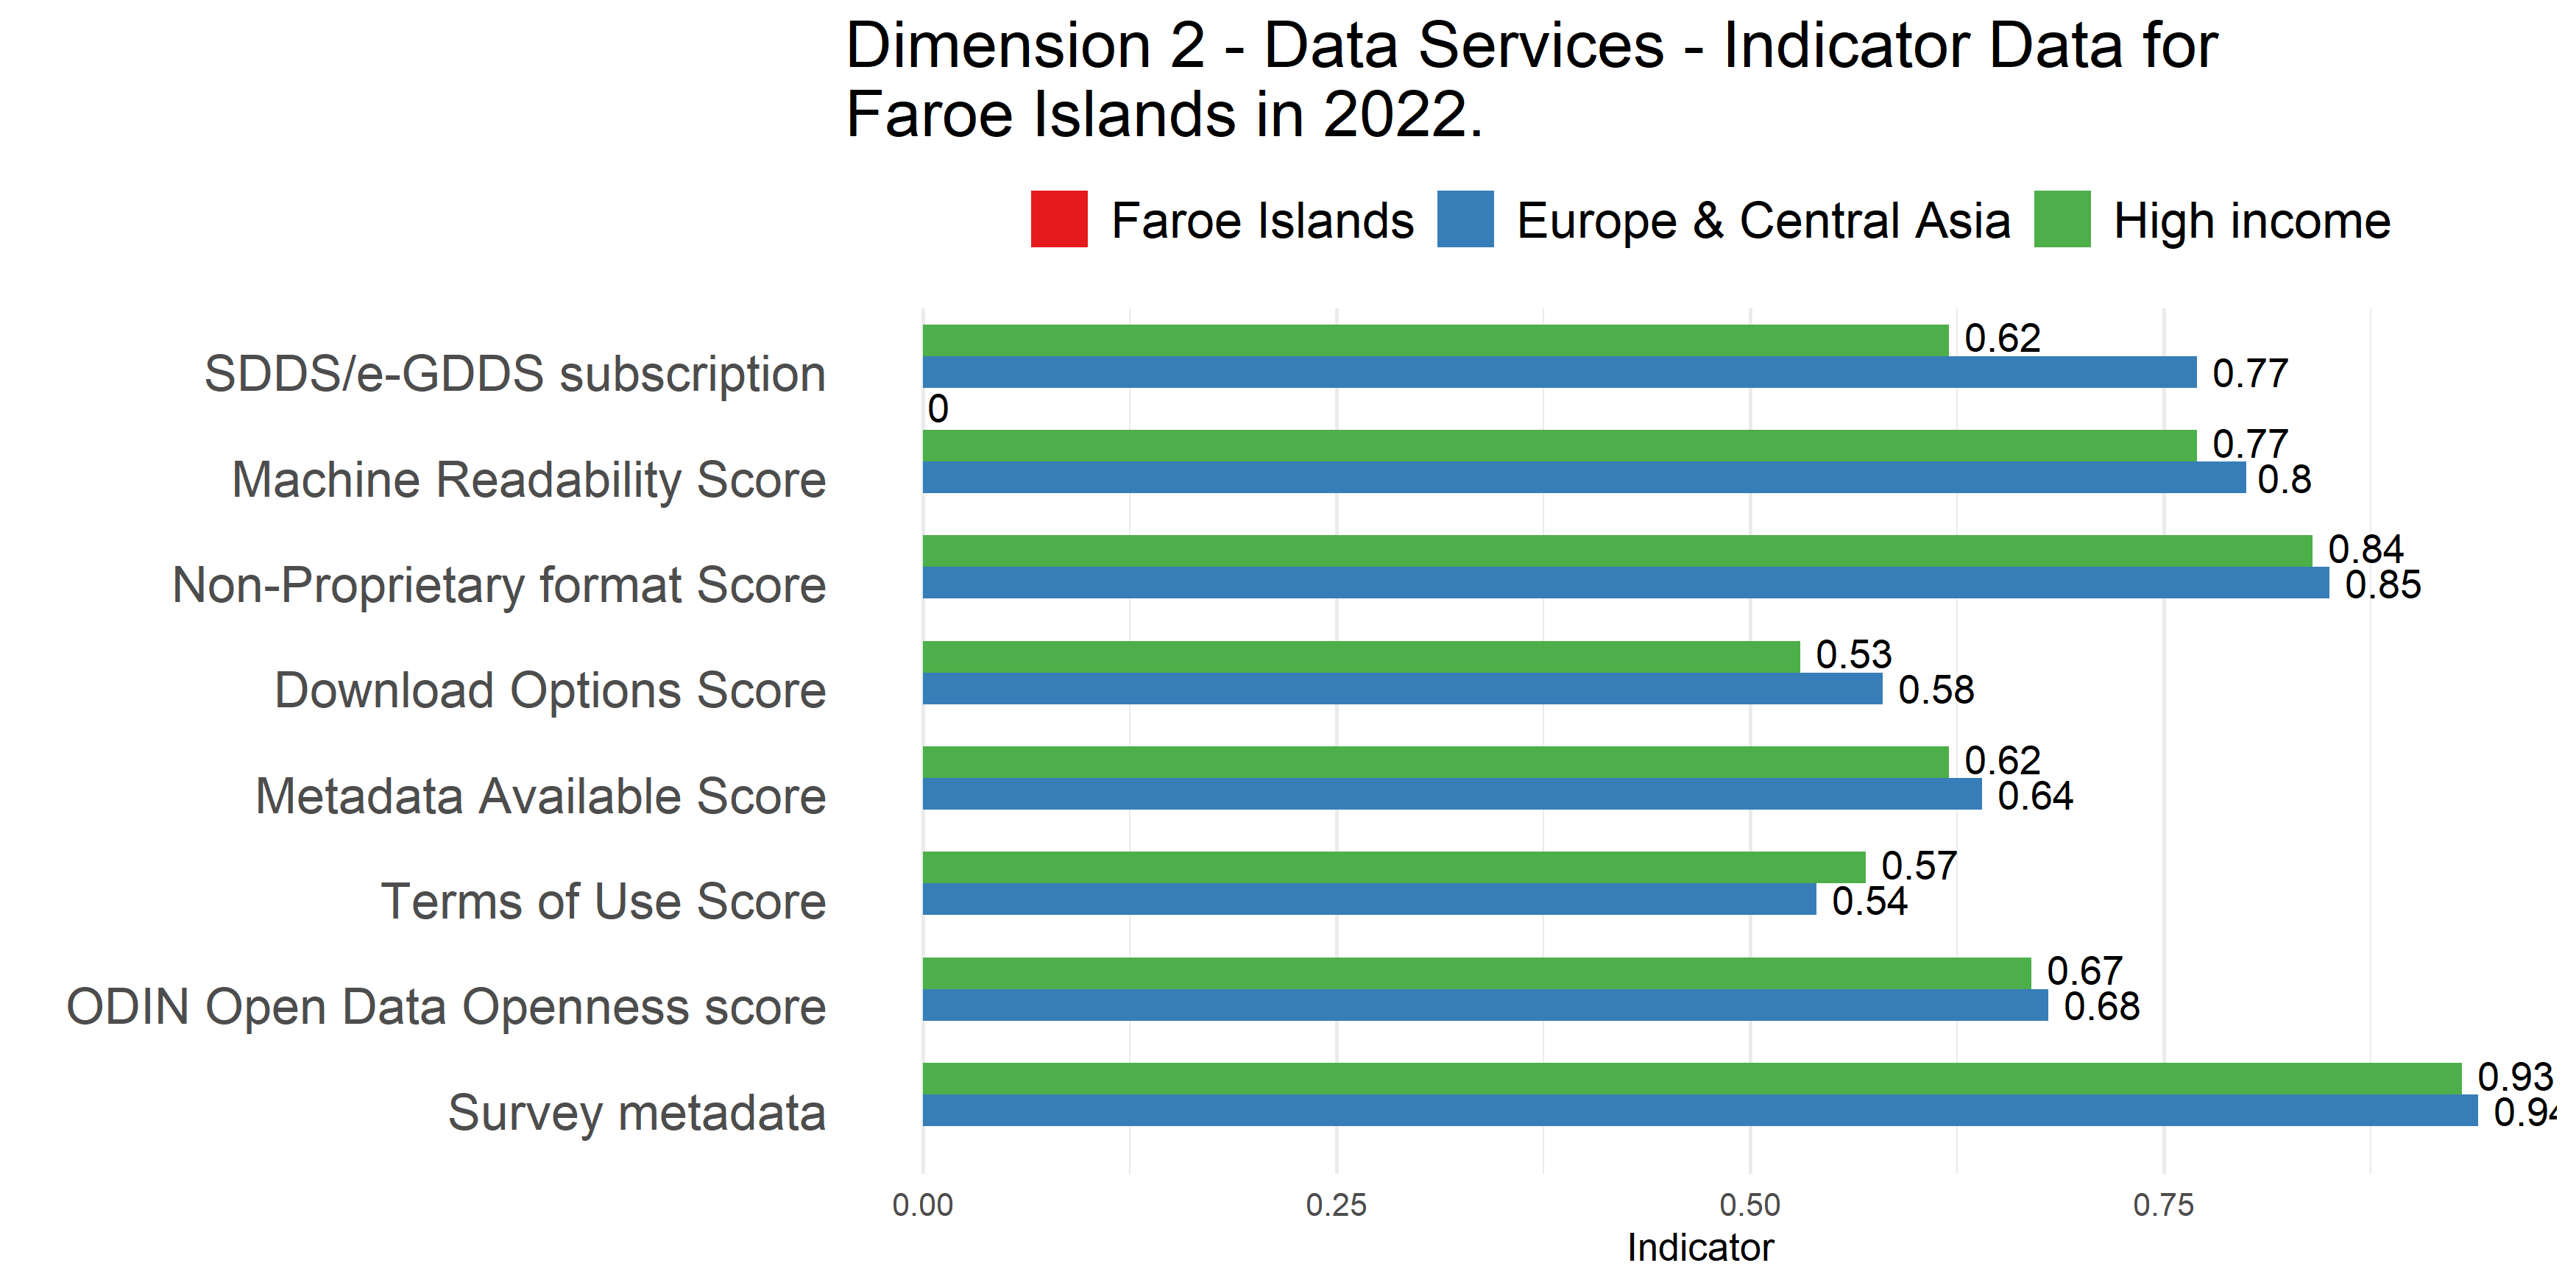 Dimension 2 - Data Services - Indicator Data for
Faroe Islands in 2022.
Faroe Islands
Europe & Central Asia
High income
SDDS/e-GDDS subscription
0.62
0.77
0
Machine Readability Score
0.77
0.8
Non-Proprietary format Score
0.84
0.85
Download Options Score
0.53
0.58
Metadata Available Score
0.62
0.64
Terms of Use Score
0.57
0.54
ODIN Open Data Openness score
0.67
0.68
Survey metadata
0.93
0.94
0.00
0.25
0.50
0.75
Indicator